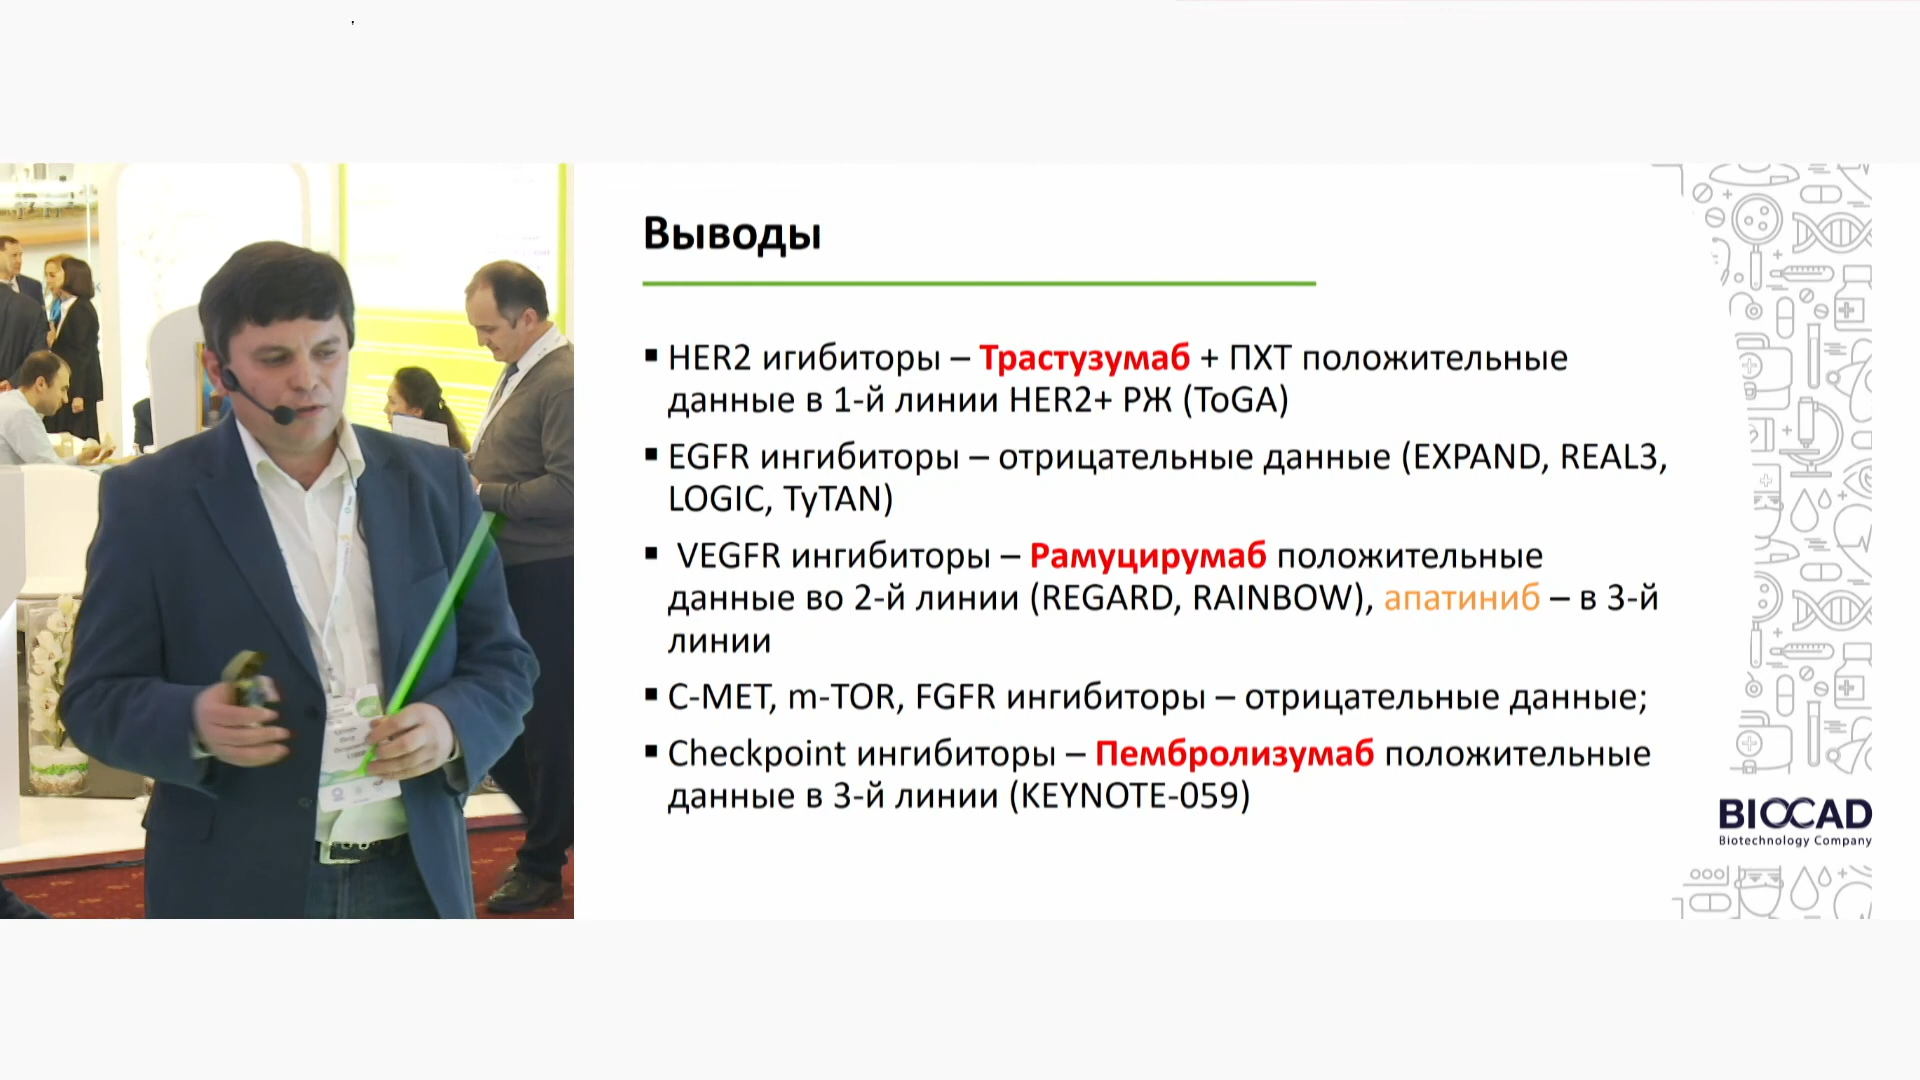 Выводы
▪ HER2 игибиторы – Трастузумаб + ПХТ положительные
данные в 1-й линии HER2+ РЖ (ToGA)
▪ EGFR ингибиторы – отрицательные данные (EXPAND, REAL3,
LOGIC, TyTAN)
▪ VEGFR ингибиторы – Рамуцирумаб положительные
данные во 2-й линии (REGARD, RAINBOW), апатиниб – в 3-й
линии
▪ C-MET, m-TOR, FGFR ингибиторы – отрицательные данные;
▪ Checkpoint ингибиторы – Пембролизумаб положительные
данные в 3-й линии (KEYNOTE-059)
BIOCAD
Biotechnology Company